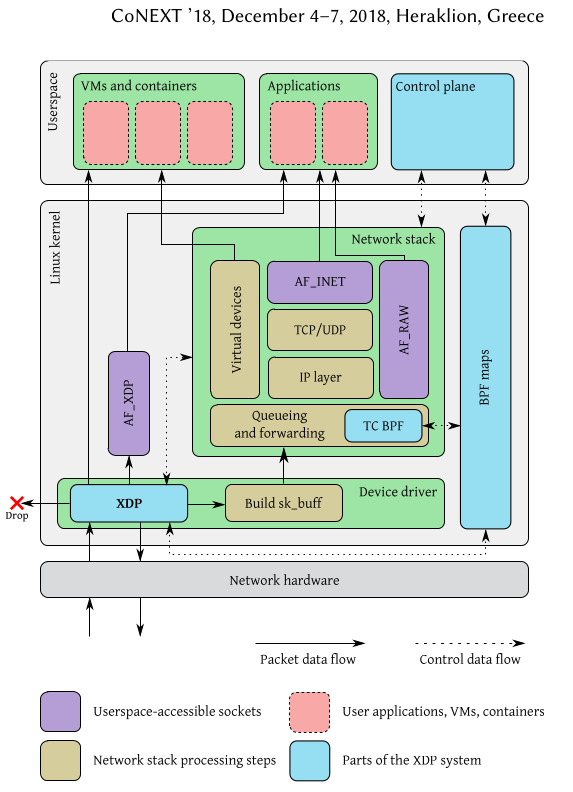 CoNEXT ’18, December 4–7, 2018, Heraklion, Greece
Userspace
VMs and containers
Applications
Control plane
Linux kernel
Network stack
Virtual devices
AF_INET
TCP/UDP
IP layer
AF_RAW
Queueing
and forwarding
TC BPF
BPF maps
AF_XDP
Device driver
XDP
Build sk_buff
Drop
Network hardware
Packet data flow
Control data flow
Userspace-accessible sockets
User applications, VMs, containers
Network stack processing steps
Parts of the XDP system